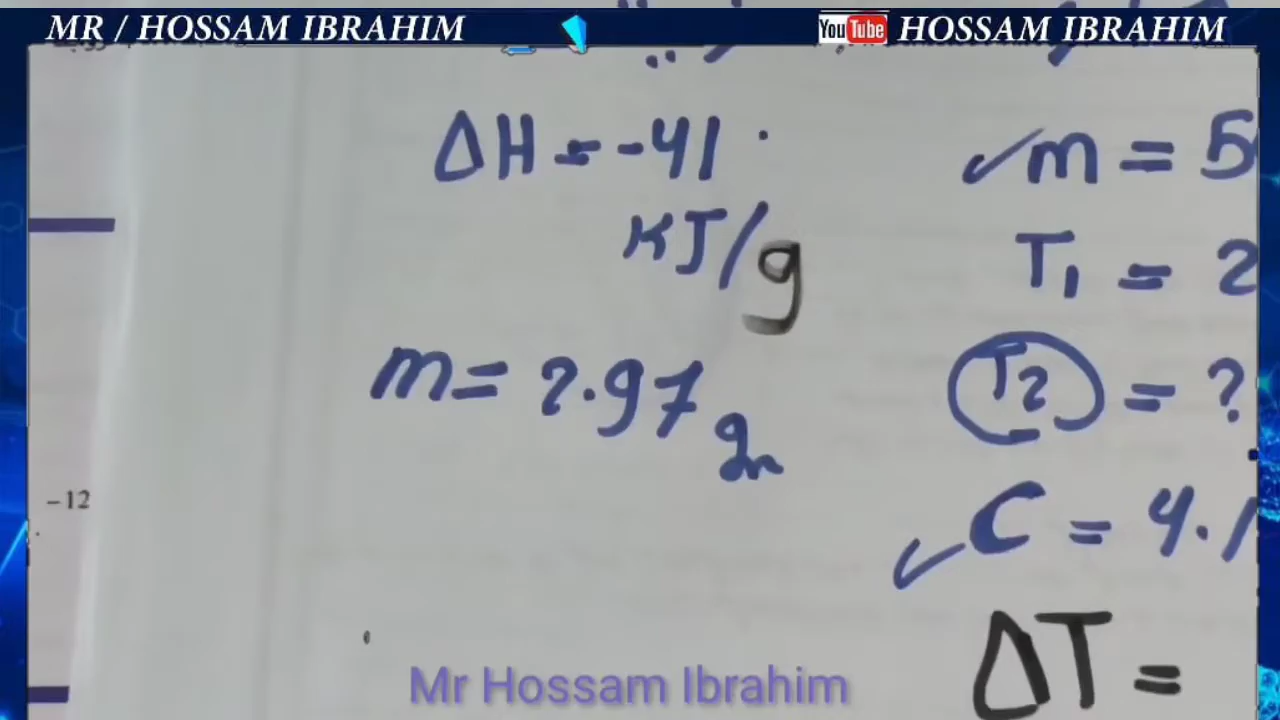 MR / HOSSAM IBRAHIM
YouTube HOSSAM IBRAHIM
ΔH = -41
KJ/g
m = 2.97 gm
m = 5
T1 = 2
T2 = ?
C = 4.1
ΔT =
-12
Mr Hossam Ibrahim